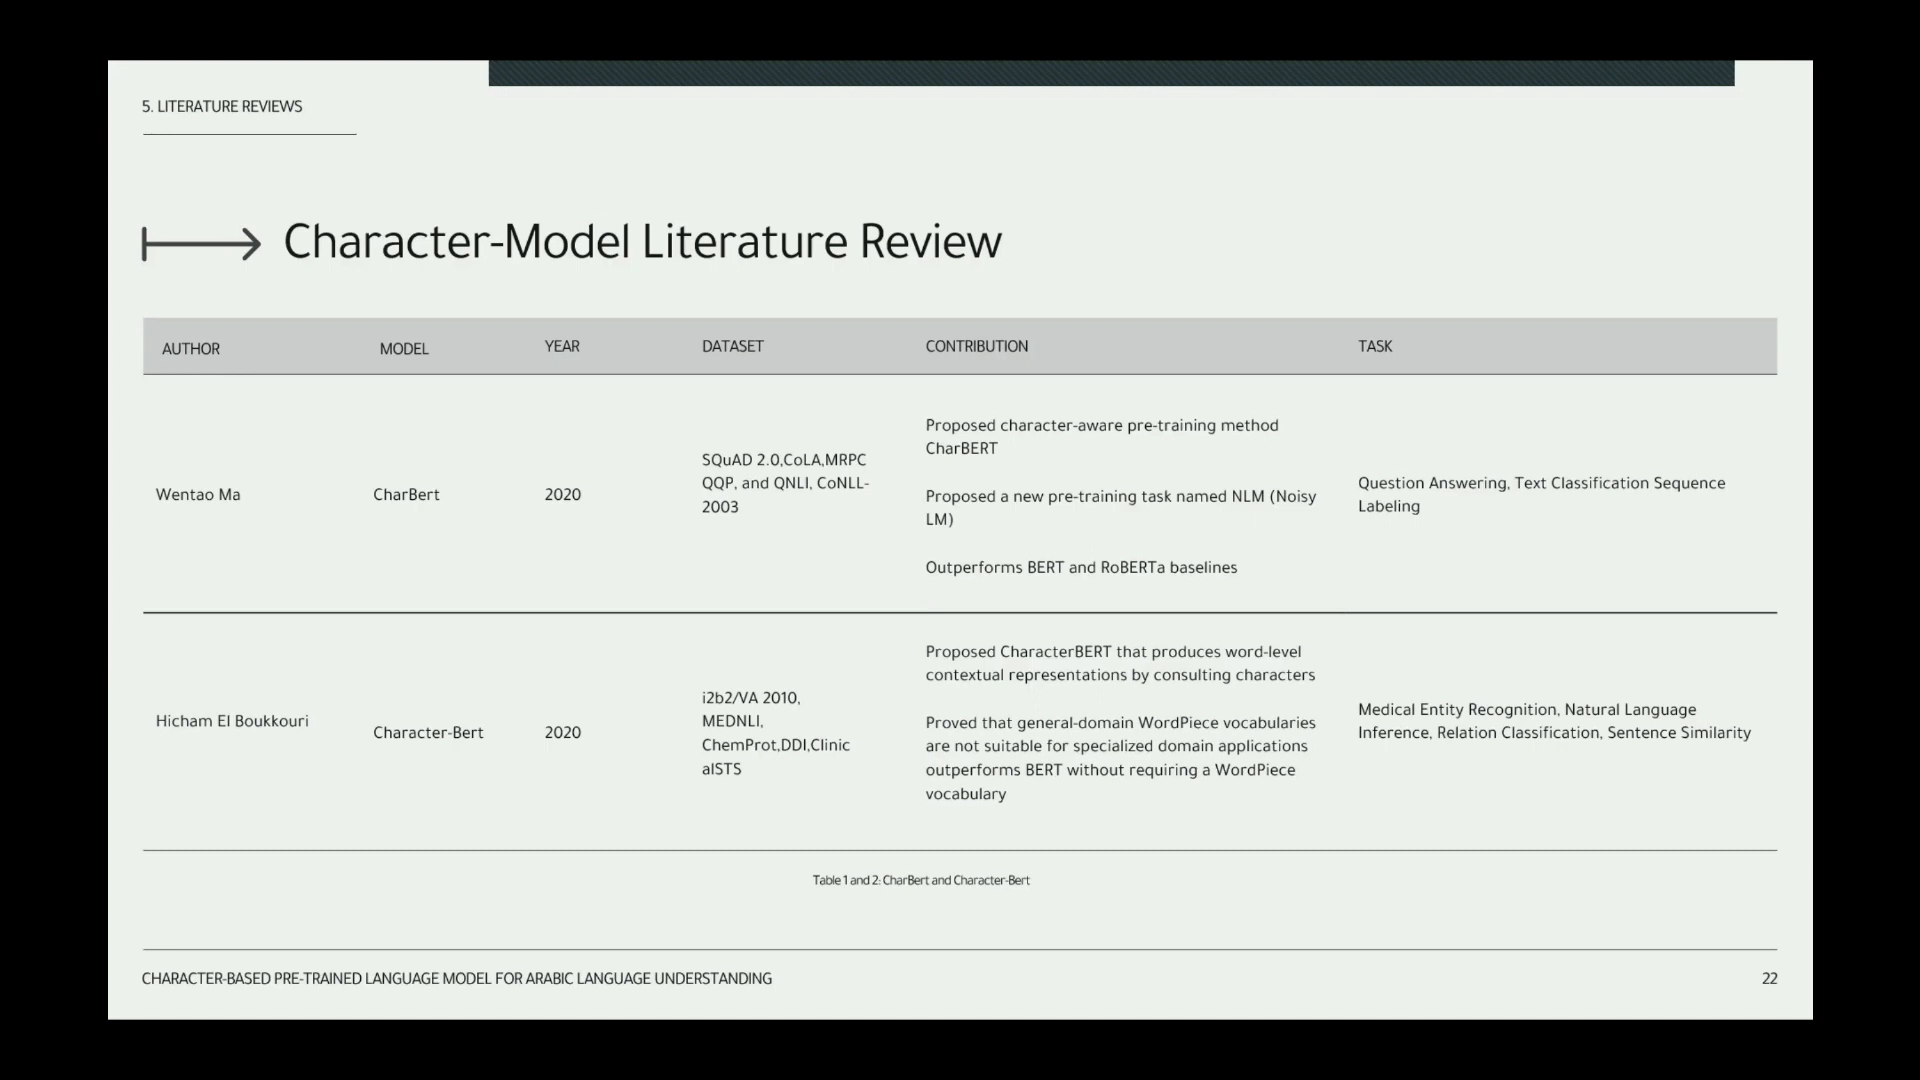 5. LITERATURE REVIEWS
Character-Model Literature Review
AUTHOR MODEL YEAR DATASET CONTRIBUTION TASK
Wentao Ma
CharBert
2020
SQuAD 2.0,CoLA,MRPC
QQP, and QNLI, CoNLL-
2003
Proposed character-aware pre-training method
CharBERT
Proposed a new pre-training task named NLM (Noisy
LM)
Outperforms BERT and RoBERTa baselines
Question Answering, Text Classification Sequence
Labeling
Hicham El Boukkouri
Character-Bert
2020
i2b2/VA 2010,
MEDNLI,
ChemProt,DDI,Clinic
alSTS
Proposed CharacterBERT that produces word-level
contextual representations by consulting characters
Proved that general-domain WordPiece vocabularies
are not suitable for specialized domain applications
outperforms BERT without requiring a WordPiece
vocabulary
Medical Entity Recognition, Natural Language
Inference, Relation Classification, Sentence Similarity
Table 1 and 2: CharBert and Character-Bert
CHARACTER-BASED PRE-TRAINED LANGUAGE MODEL FOR ARABIC LANGUAGE UNDERSTANDING
22